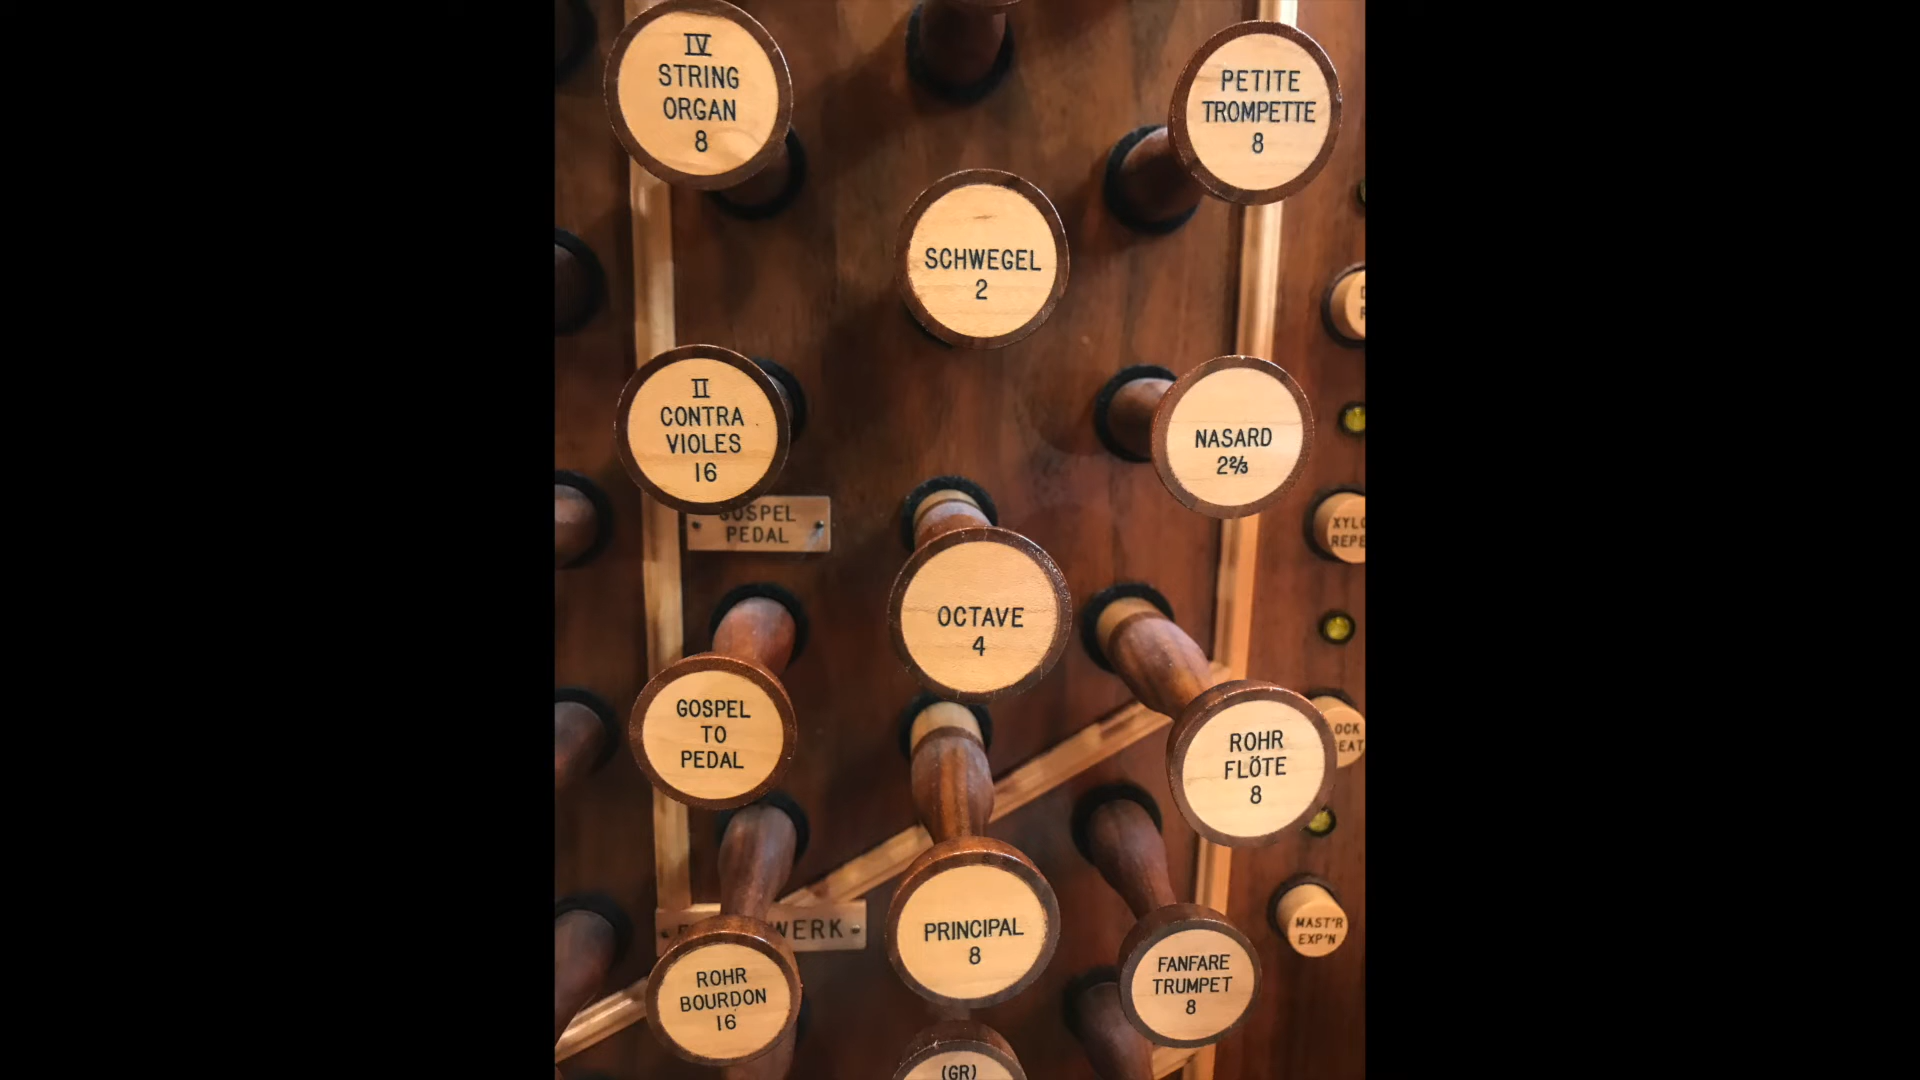 IV
STRING
ORGAN
8
PETITE
TROMPETTE
8
SCHWEGEL
2
II
CONTRA
VIOLES
16
NASARD
2⅔
GOSPEL
PEDAL
OCTAVE
4
GOSPEL
TO
PEDAL
ROHR
FLÖTE
8
PRINCIPAL
8
FANFARE
TRUMPET
8
MAST'R
EXP'N
ROHR
BOURDON
16
(GR)